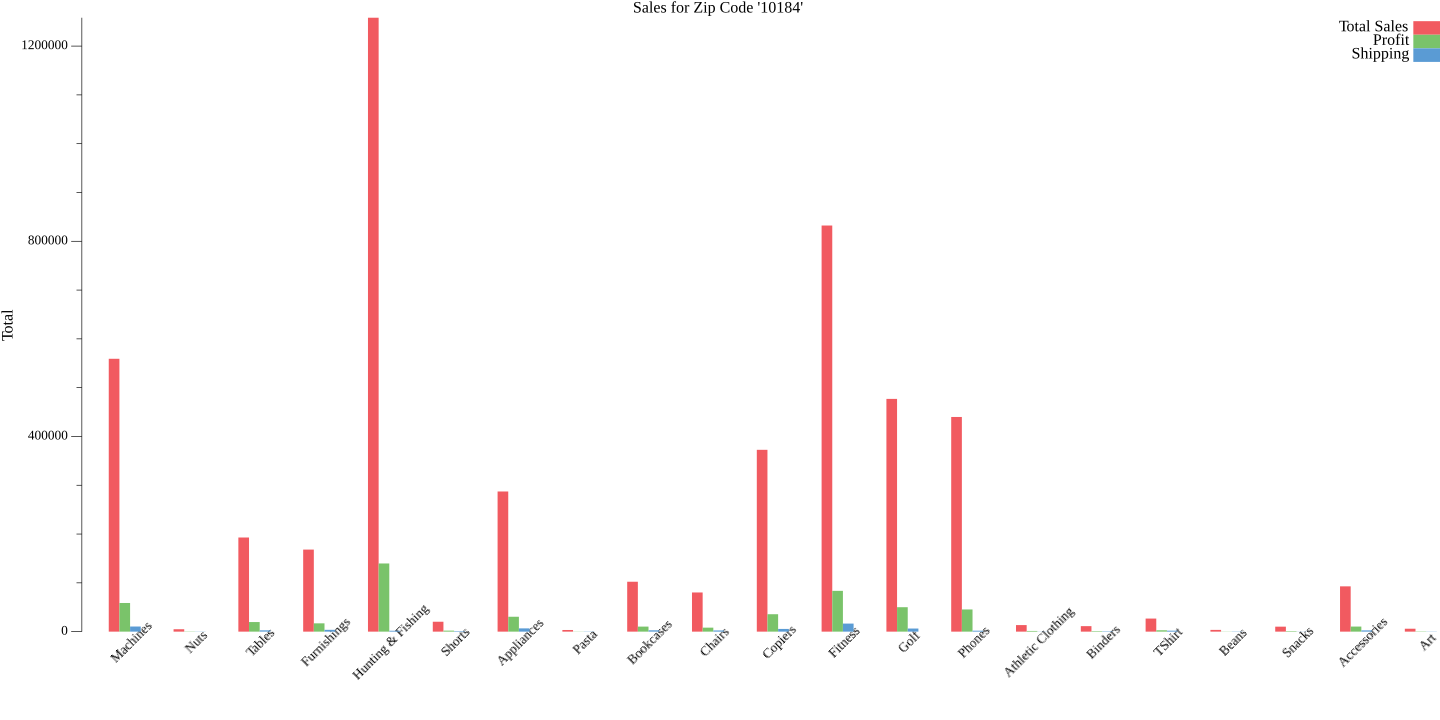 Sales for Zip Code '10184'
Total Sales
Profit
Shipping
Total
1200000
800000
400000
0
Machines
Nuts
Tables
Furnishings
Hunting & Fishing
Shorts
Appliances
Pasta
Bookcases
Chairs
Copiers
Fitness
Golf
Phones
Athletic Clothing
Binders
TShirt
Beans
Snacks
Accessories
Art